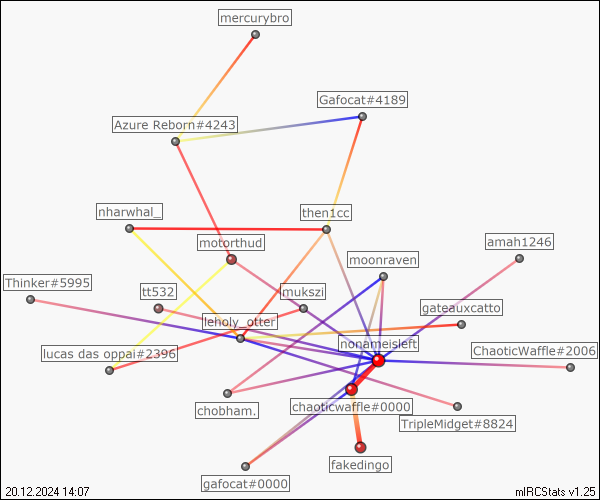 mercurybro
Gafocat#4189
Azure Reborn#4243
nharwhal_
then1cc
motorthud
amah1246
moonraven
Thinker#5995
tt532
mukszi
gateauxcatto
leholy_otter
nonameisleft
lucas das oppai#2396
ChaoticWaffle#2006
chobham.
chaoticwaffle#0000
TripleMidget#8824
fakedingo
gafocat#0000
20.12.2024 14:07
mIRCStats v1.25